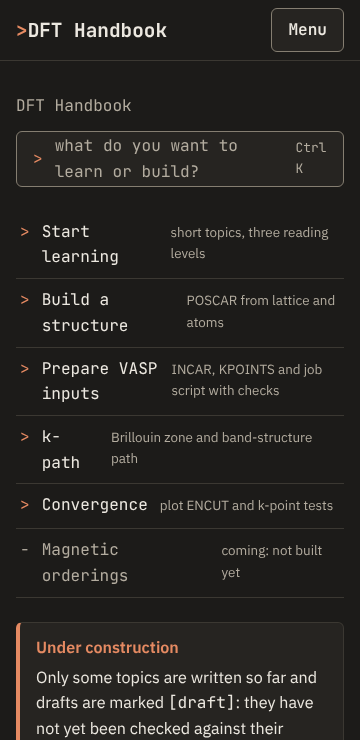 >DFT Handbook
Menu
DFT Handbook
> what do you want to learn or build? Ctrl K
> Start learning short topics, three reading levels
> Build a structure POSCAR from lattice and atoms
> Prepare VASP inputs INCAR, KPOINTS and job script with checks
> k-path Brillouin zone and band-structure path
> Convergence plot ENCUT and k-point tests
- Magnetic orderings coming: not built yet
Under construction
Only some topics are written so far and
drafts are marked [draft]: they have
not yet been checked against their